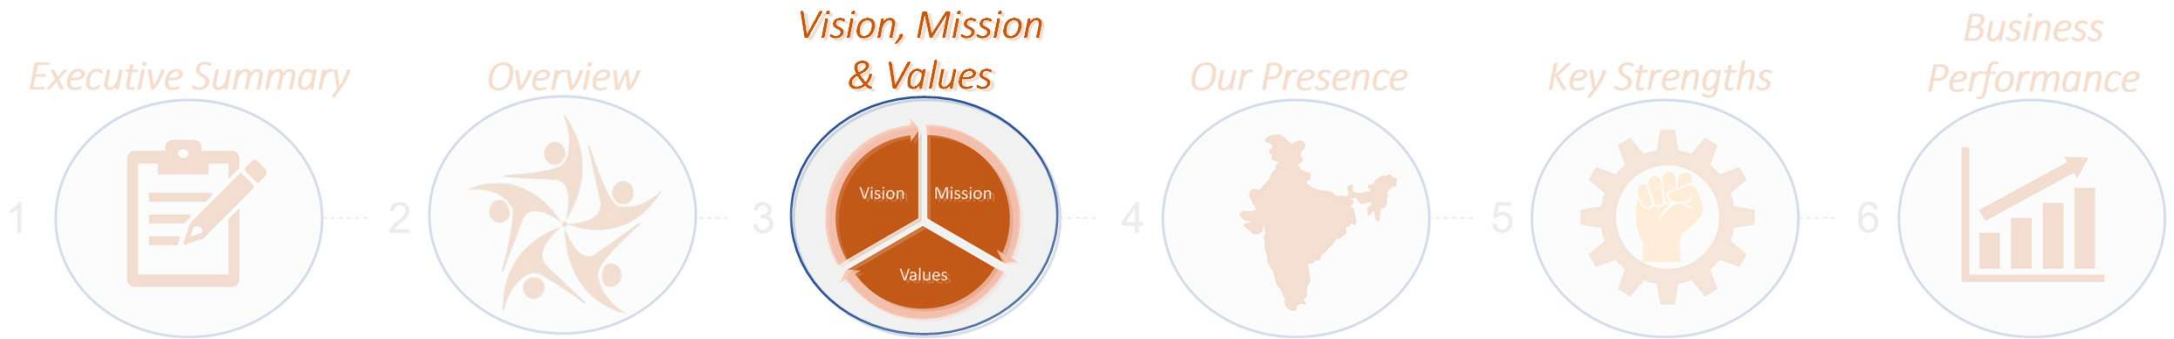 1
Executive Summary
2
Overview
3
Vision, Mission
& Values
Vision
Mission
Values
4
Our Presence
5
Key Strengths
6
Business
Performance